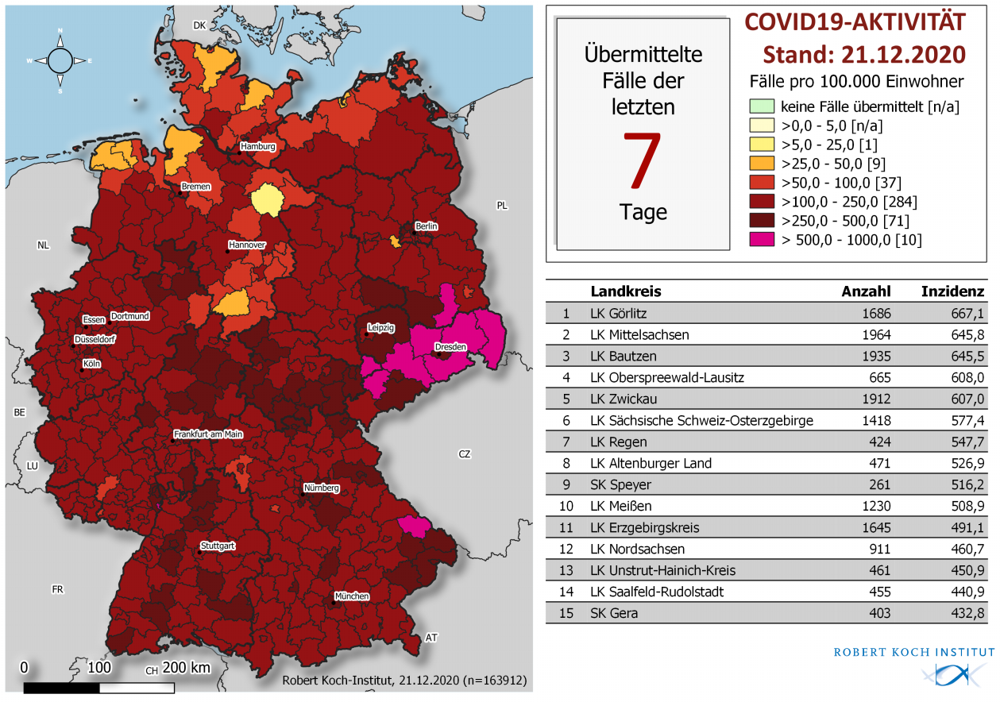 DK
N
W E
S
Hamburg
Bremen
PL
Berlin
NL
Hannover
Essen Dortmund
Leipzig
Düsseldorf
Dresden
Köln
BE
Frankfurt am Main
CZ
LU
Nürnberg
Stuttgart
FR
München
AT
0 100 200 km
CH
Robert Koch-Institut, 21.12.2020 (n=163912)
Übermittelte
Fälle der
letzten
7
Tage
COVID19-AKTIVITÄT
Stand: 21.12.2020
Fälle pro 100.000 Einwohner
keine Fälle übermittelt [n/a]
>0,0 - 5,0 [n/a]
>5,0 - 25,0 [1]
>25,0 - 50,0 [9]
>50,0 - 100,0 [37]
>100,0 - 250,0 [284]
>250,0 - 500,0 [71]
> 500,0 - 1000,0 [10]
Landkreis Anzahl Inzidenz
1 LK Görlitz 1686 667,1
2 LK Mittelsachsen 1964 645,8
3 LK Bautzen 1935 645,5
4 LK Oberspreewald-Lausitz 665 608,0
5 LK Zwickau 1912 607,0
6 LK Sächsische Schweiz-Osterzgebirge 1418 577,4
7 LK Regen 424 547,7
8 LK Altenburger Land 471 526,9
9 SK Speyer 261 516,2
10 LK Meißen 1230 508,9
11 LK Erzgebirgskreis 1645 491,1
12 LK Nordsachsen 911 460,7
13 LK Unstrut-Hainich-Kreis 461 450,9
14 LK Saalfeld-Rudolstadt 455 440,9
15 SK Gera 403 432,8
ROBERT KOCH INSTITUT